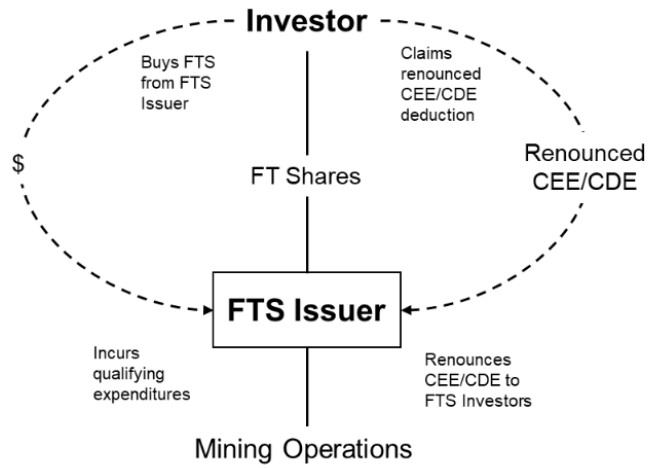 Investor
Buys FTS
from FTS
Issuer
Claims
renounced
CEE/CDE
deduction
$
FT Shares
Renounced
CEE/CDE
FTS Issuer
Incurs
qualifying
expenditures
Renounces
CEE/CDE to
FTS Investors
Mining Operations